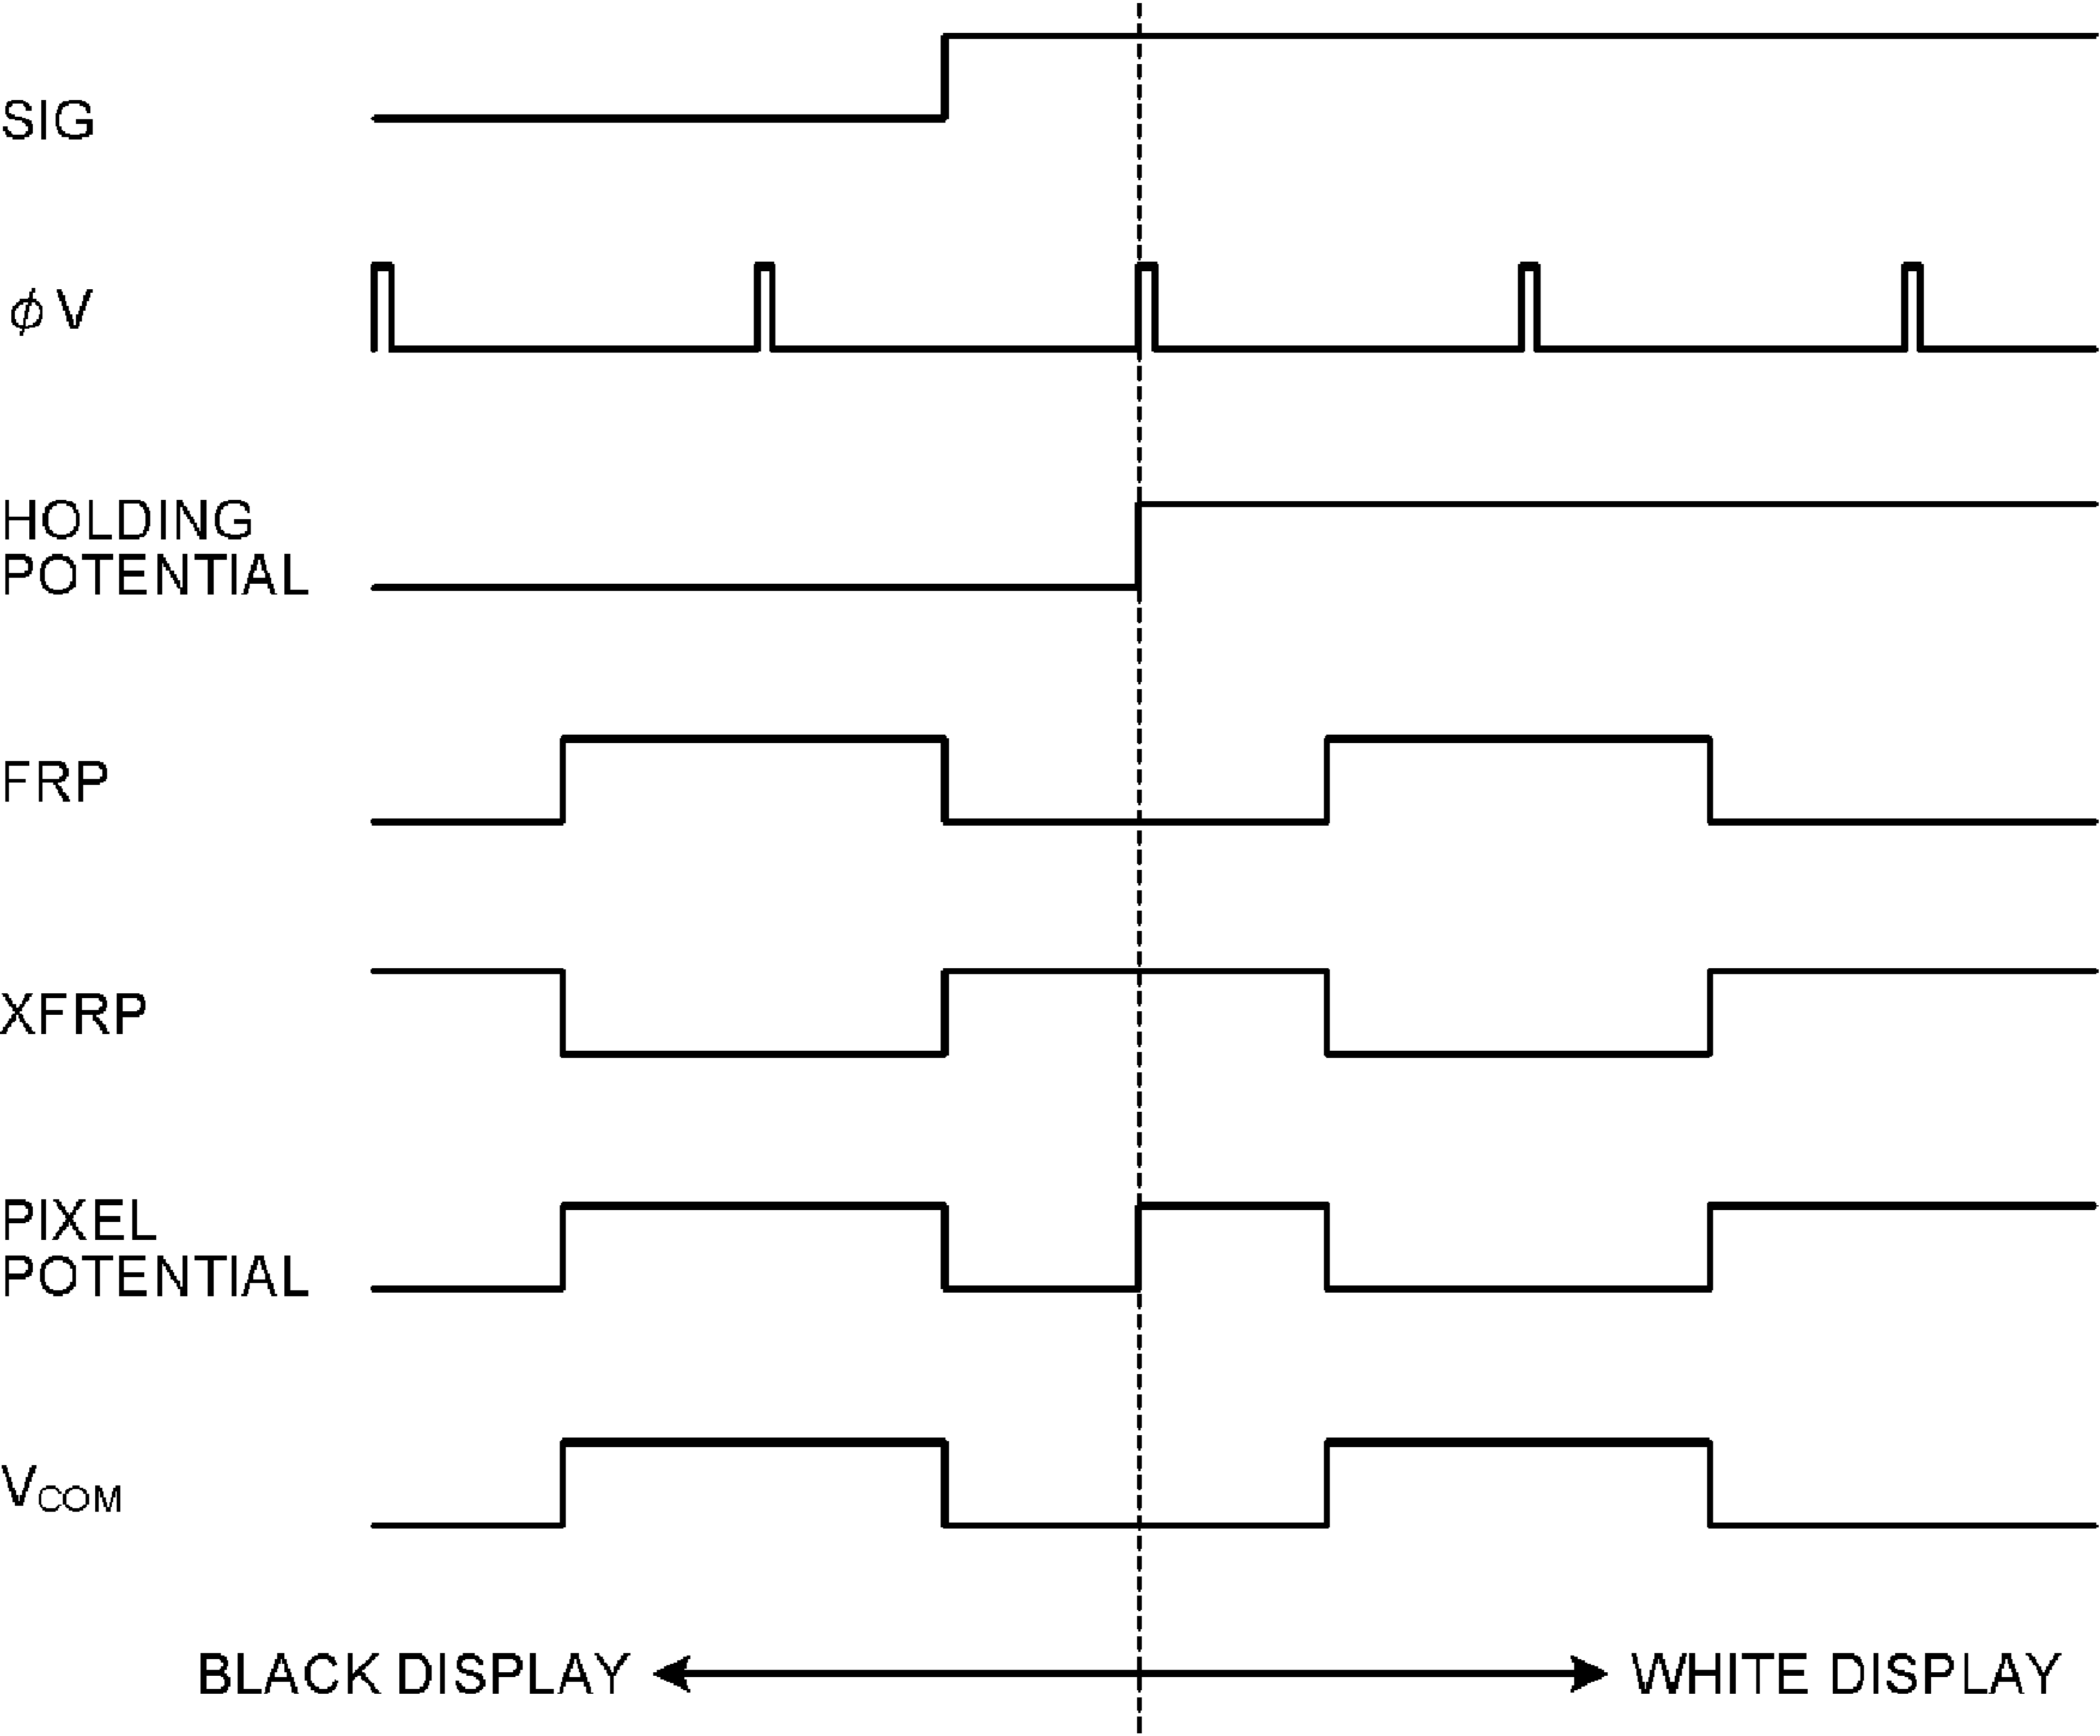 SIG
φV
HOLDING
POTENTIAL
FRP
XFRP
PIXEL
POTENTIAL
VCOM
BLACK DISPLAY
WHITE DISPLAY